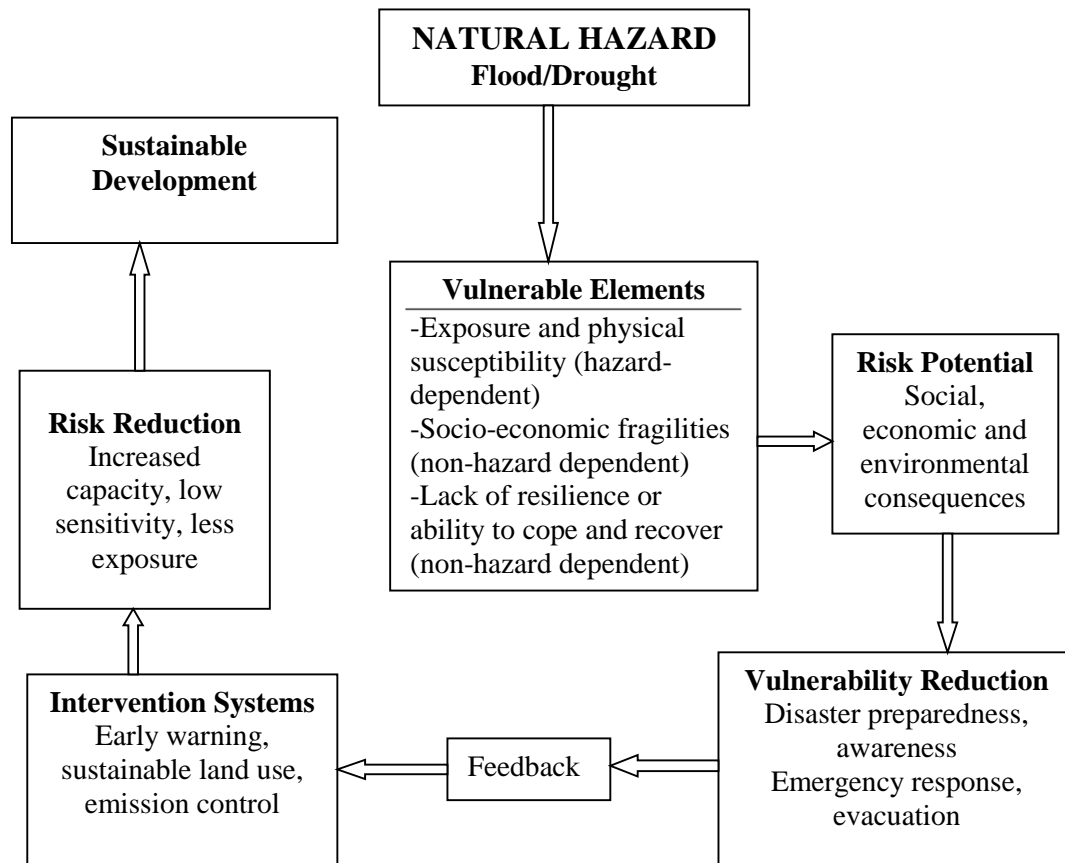 NATURAL HAZARD
Flood/Drought
Sustainable
Development
Vulnerable Elements
-Exposure and physical
susceptibility (hazard-
dependent)
-Socio-economic fragilities
(non-hazard dependent)
-Lack of resilience or
ability to cope and recover
(non-hazard dependent)
Risk Potential
Social,
economic and
environmental
consequences
Risk Reduction
Increased
capacity, low
sensitivity, less
exposure
Vulnerability Reduction
Disaster preparedness,
awareness
Emergency response,
evacuation
Feedback
Intervention Systems
Early warning,
sustainable land use,
emission control